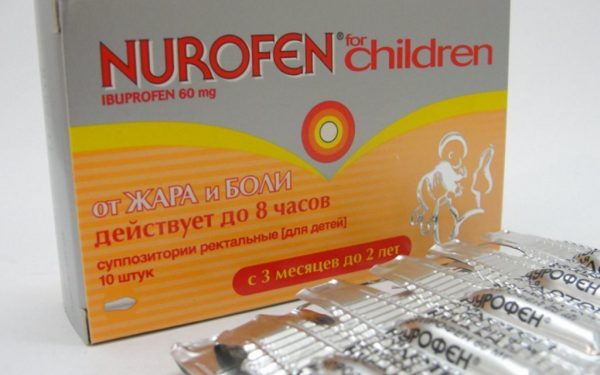 NUROFEN® for children
IBUPROFEN 60 mg
от ЖАРА и БОЛИ
действует до 8 часов
суппозитории ректальные [для детей]
10 штук
с 3 месяцев до 2 лет
НУРОФЕН®